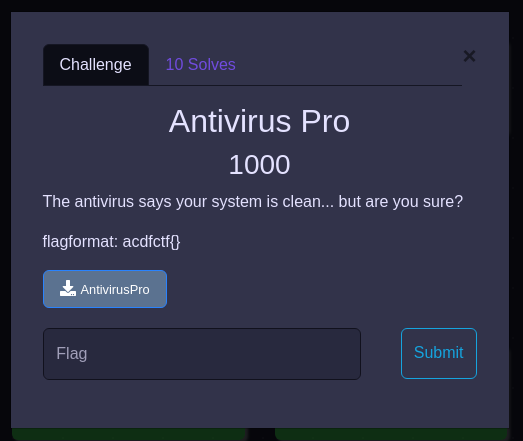 Challenge
10 Solves
×
Antivirus Pro
1000
The antivirus says your system is clean... but are you sure?
flagformat: acdfctf{}
AntivirusPro
Flag
Submit